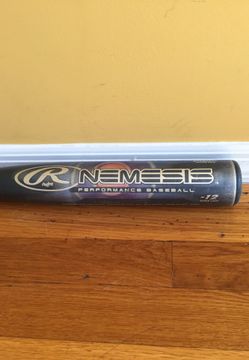 R
NEMESIS
PERFORMANCE BASEBALL
-12